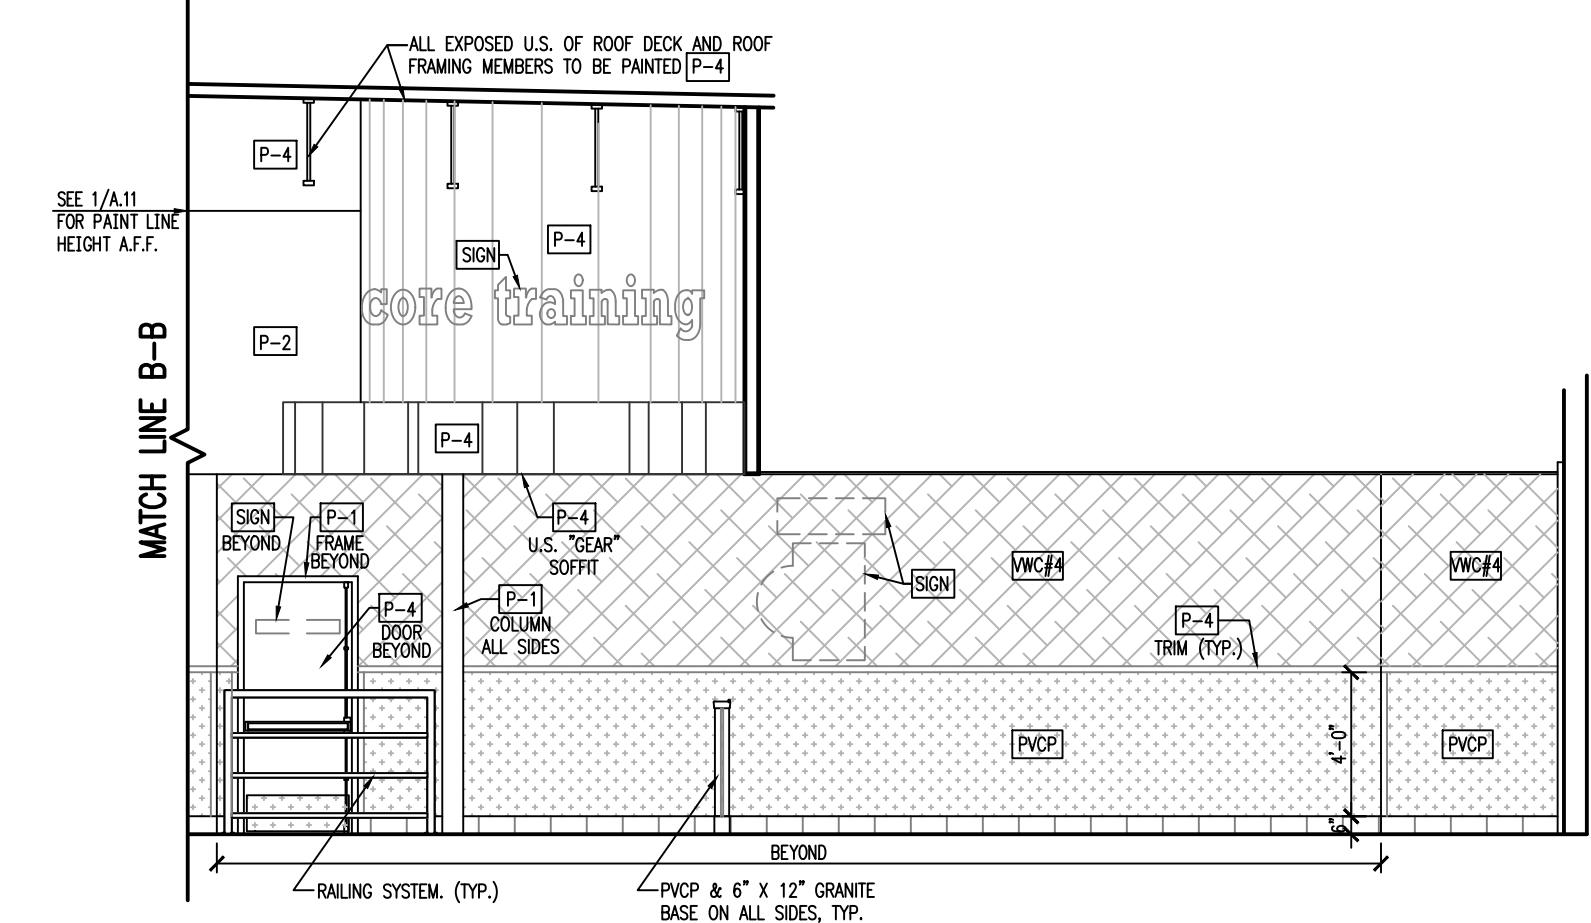 ALL EXPOSED U.S. OF ROOF DECK AND ROOF
FRAMING MEMBERS TO BE PAINTED P-4
P-4
SEE 1/A.11
FOR PAINT LINE
HEIGHT A.F.F.
P-4
SIGN
core training
P-2
MATCH LINE B-B
P-4
SIGN
BEYOND
P-1
FRAME
BEYOND
P-4
U.S. "GEAR"
SOFFIT
VWC#4
VWC#4
SIGN
P-1
COLUMN
ALL SIDES
P-4
DOOR
BEYOND
P-4
TRIM (TYP.)
PVCP
4'-0"
PVCP
6"
BEYOND
RAILING SYSTEM. (TYP.)
PVCP & 6" X 12" GRANITE
BASE ON ALL SIDES, TYP.